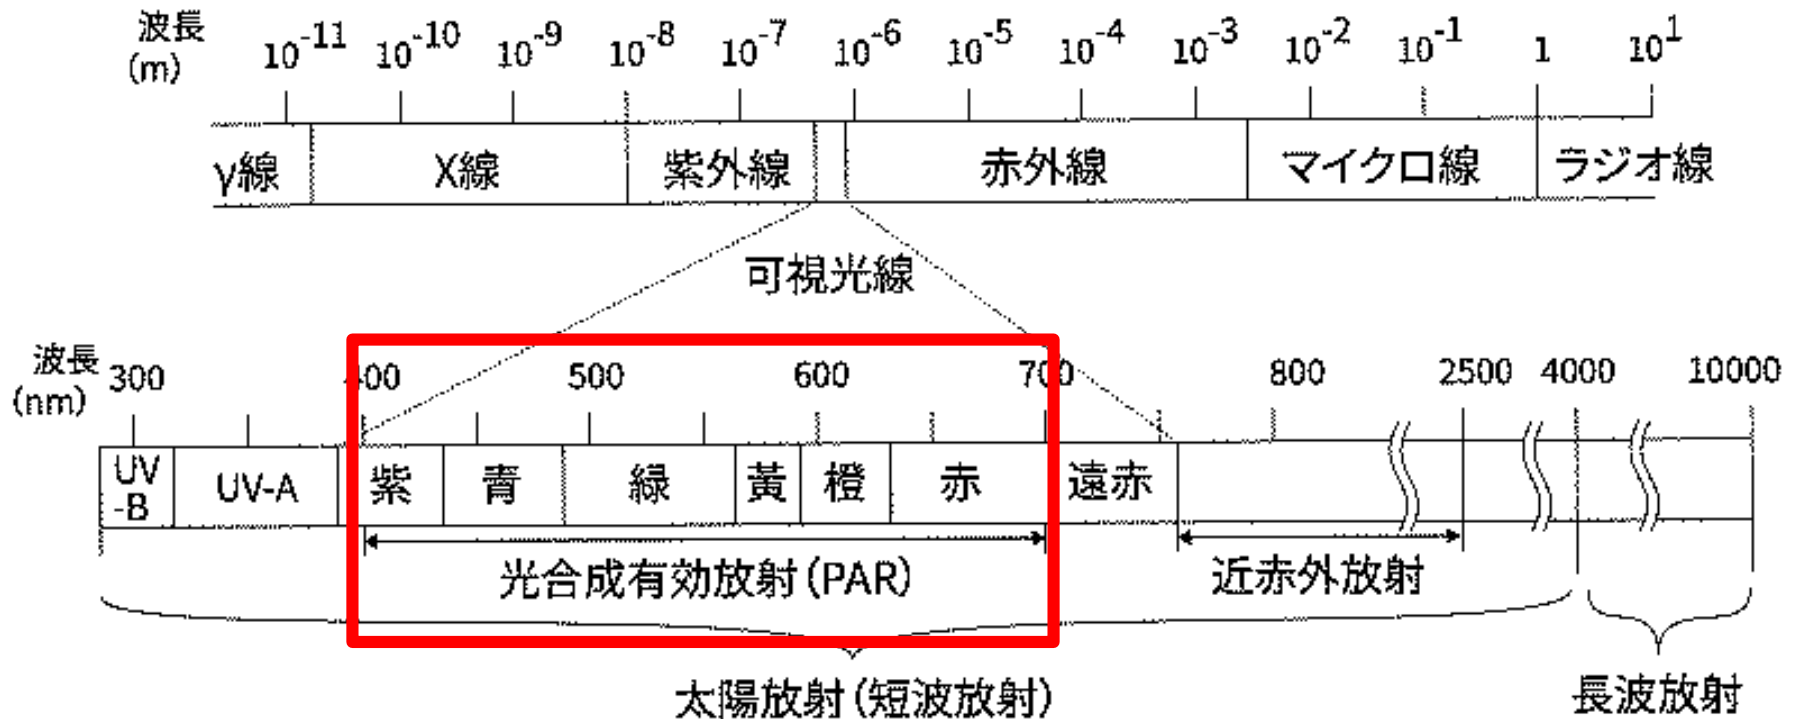 波長
(m)
10-11 10-10 10-9 10-8 10-7 10-6 10-5 10-4 10-3 10-2 10-1 1 101
γ線 X線 紫外線 赤外線 マイクロ線 ラジオ線
可視光線
波長
(nm)
300 400 500 600 700 800 2500 4000 10000
UV
-B
UV-A 紫 青 緑 黄 橙 赤 遠赤
光合成有効放射(PAR) 近赤外放射
太陽放射(短波放射) 長波放射